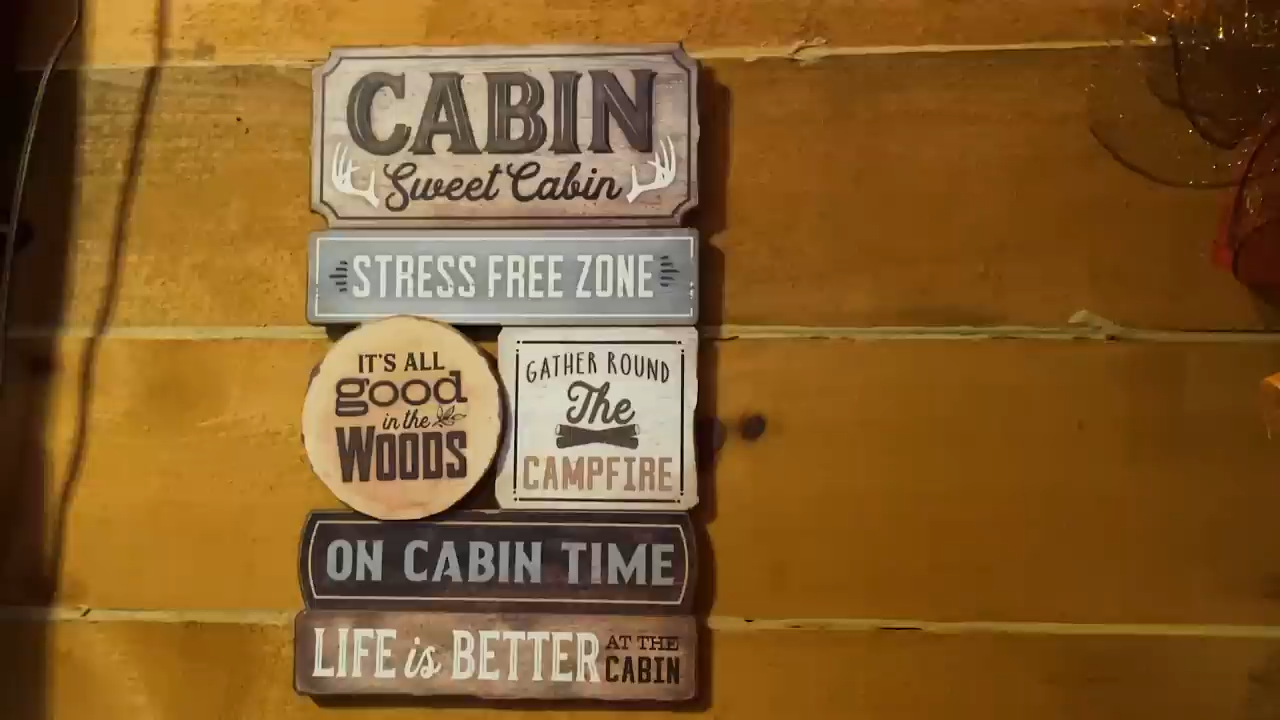 CABIN
Sweet Cabin
STRESS FREE ZONE
IT'S ALL
good
in the
WOODS
GATHER ROUND
The
CAMPFIRE
ON CABIN TIME
LIFE is BETTER AT THE CABIN